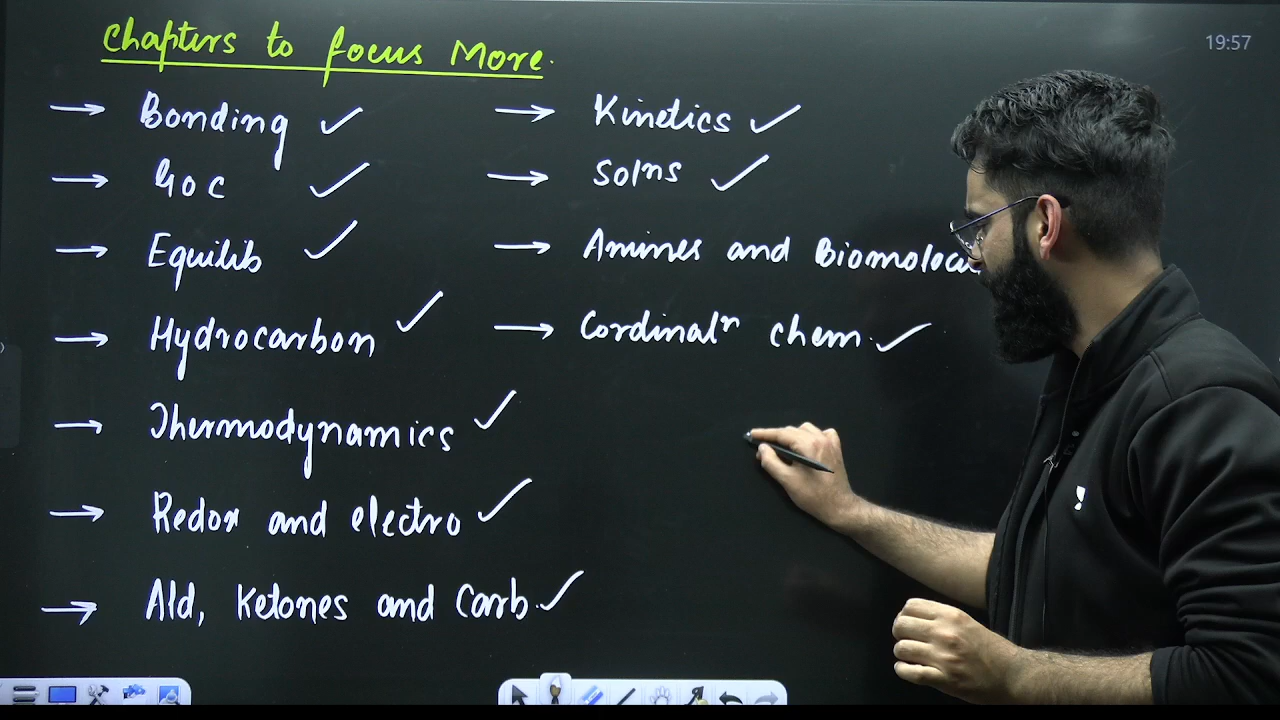 Chapters to focus More.
→ Bonding ✓
→ GOC ✓
→ Equilib ✓
→ Hydrocarbon ✓
→ Thermodynamics ✓
→ Redox and electro ✓
→ Ald, Ketones and Carb. ✓
→ Kinetics ✓
→ Solns ✓
→ Amines and
→ Cordinalⁿ chem. ✓
19:57